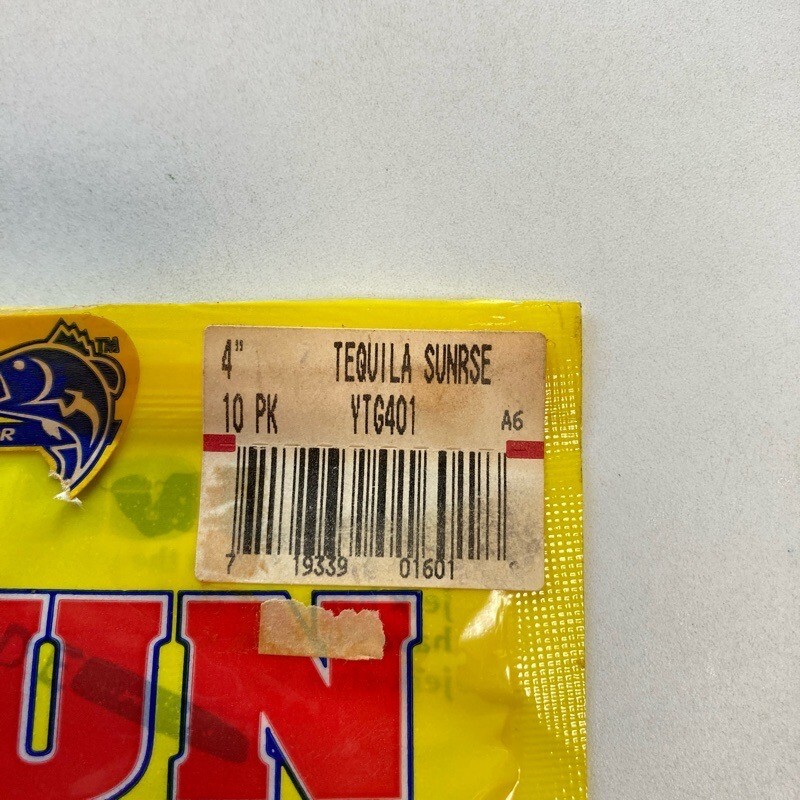 4" TEQUILA SUNRSE
10 PK YTG401 A6
TM
R
7 19339 01601
UN